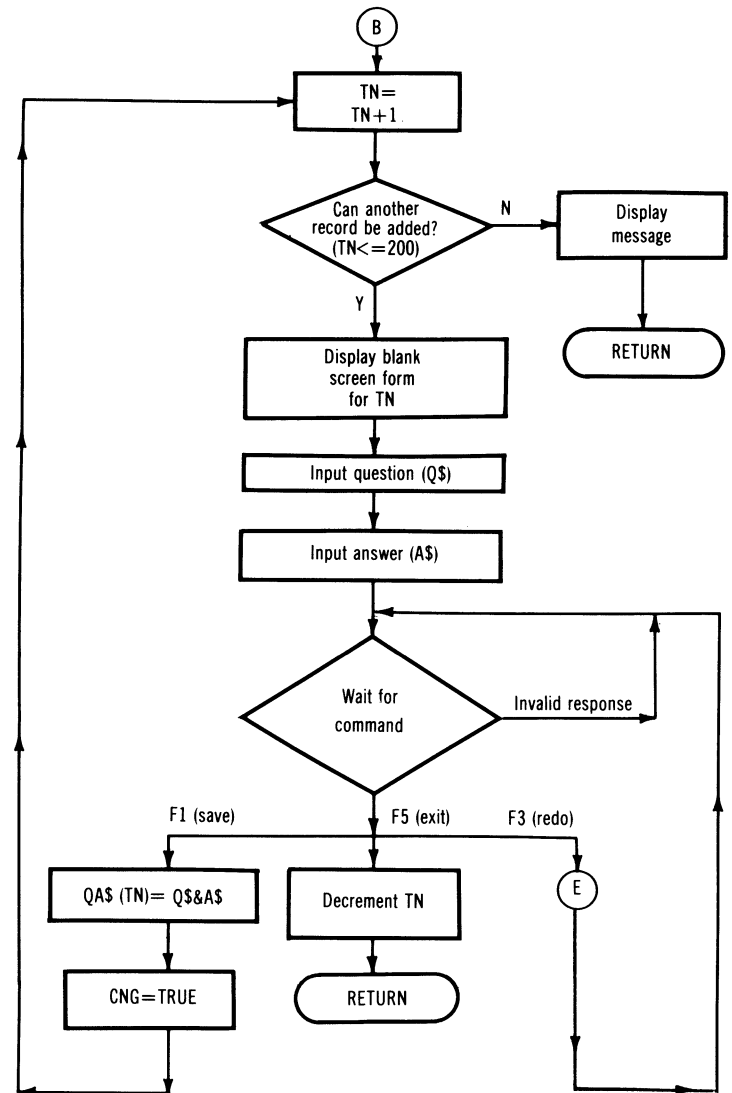 B
TN=
TN+1
Can another
record be added?
(TN<=200)
N
Display
message
Y
RETURN
Display blank
screen form
for TN
Input question (Q$)
Input answer (A$)
Wait for
command
Invalid response
F1 (save)
F5 (exit)
F3 (redo)
QA$ (TN)= Q$&A$
Decrement TN
E
CNG=TRUE
RETURN